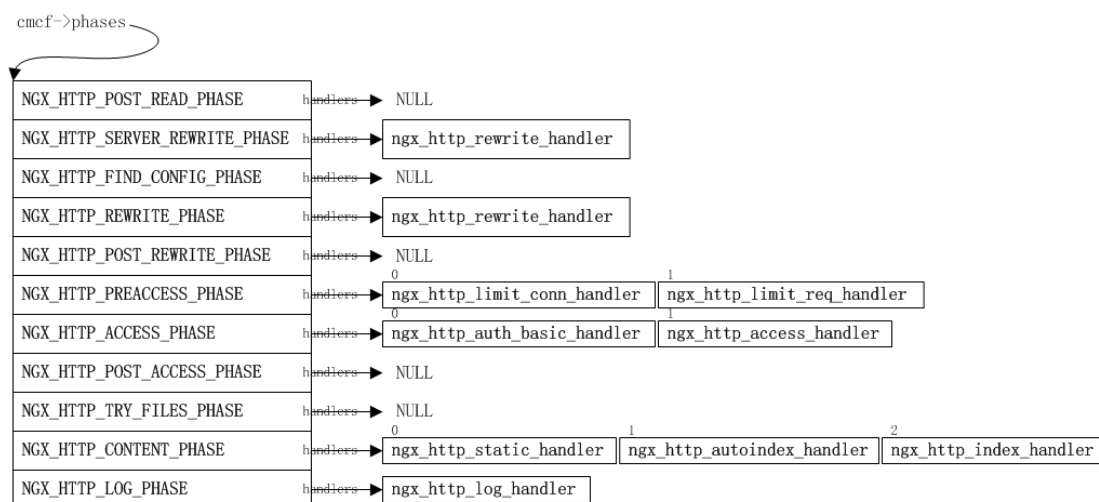 cmcf->phases
NGX_HTTP_POST_READ_PHASE handlers NULL
NGX_HTTP_SERVER_REWRITE_PHASE handlers ngx_http_rewrite_handler
NGX_HTTP_FIND_CONFIG_PHASE handlers NULL
NGX_HTTP_REWRITE_PHASE handlers ngx_http_rewrite_handler
NGX_HTTP_POST_REWRITE_PHASE handlers NULL
0 1
NGX_HTTP_PREACCESS_PHASE handlers ngx_http_limit_conn_handler ngx_http_limit_req_handler
0 1
NGX_HTTP_ACCESS_PHASE handlers ngx_http_auth_basic_handler ngx_http_access_handler
NGX_HTTP_POST_ACCESS_PHASE handlers NULL
NGX_HTTP_TRY_FILES_PHASE handlers NULL
0 1 2
NGX_HTTP_CONTENT_PHASE handlers ngx_http_static_handler ngx_http_autoindex_handler ngx_http_index_handler
NGX_HTTP_LOG_PHASE handlers ngx_http_log_handler